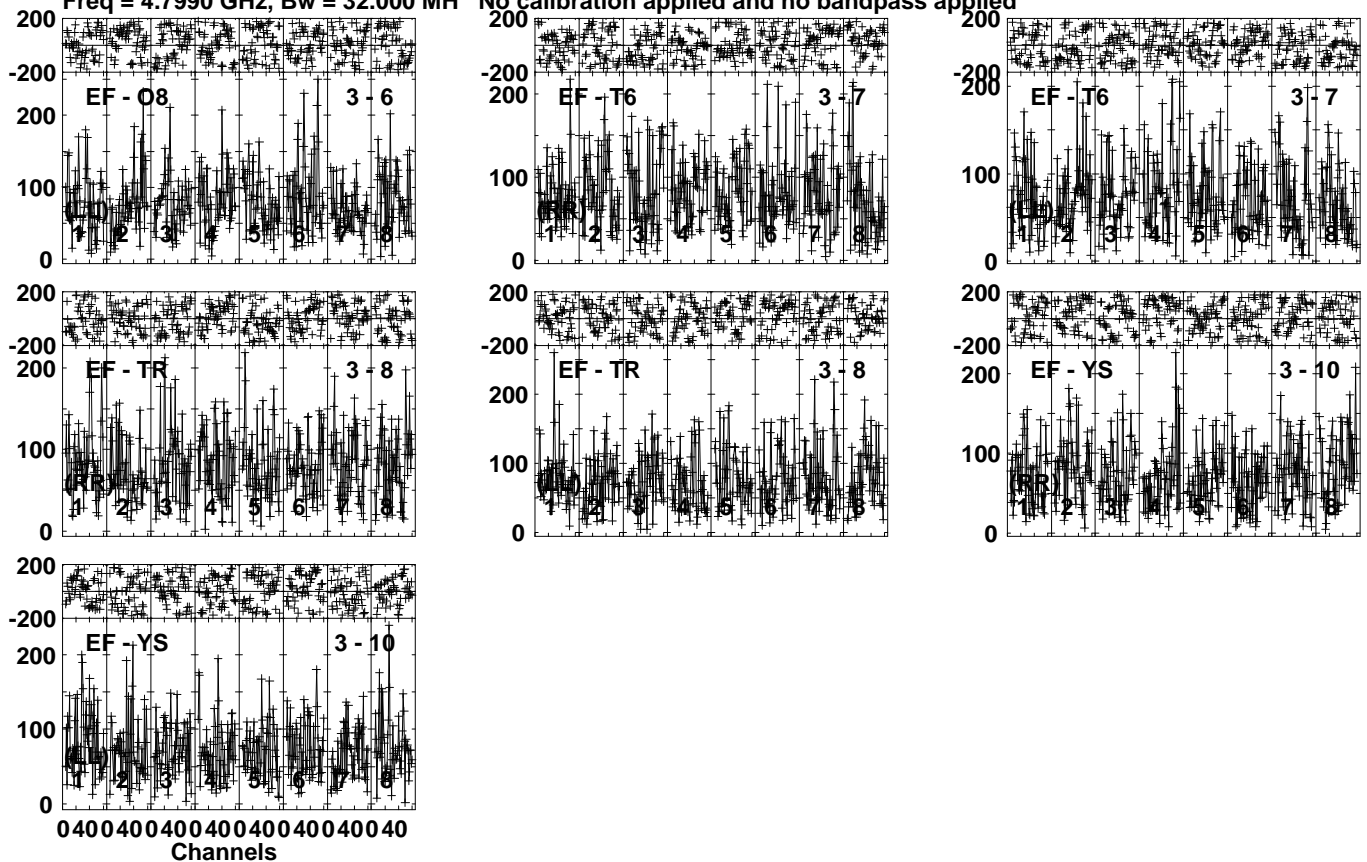 Freq = 4.7990 GHz, Bw = 32.000 MH No calibration applied and no bandpass applied
200 200 200
-200 -200
EF - O8 3 - 6 EF - T6 3 - 7 EF - T6 3 - 7
200 200 200
100 100 100
(LL) (RR) (LL)
1 2 3 4 5 6 7 8 1 2 3 4 5 6 7 8 1 2 3 4 5 6 7 8
0 0 0
200 200 200
-200 -200 -200
EF - TR 3 - 8 EF - TR 3 - 8 EF - YS 3 - 10
200 200 200
100 100 100
(RR) (LL) (RR)
1 2 3 4 5 6 7 8 1 2 3 4 5 6 7 8 1 2 3 4 5 6 7 8
0 0 0
200
-200
EF - YS 3 - 10
200
100
(LL)
1 2 3 4 5 6 7 8
0
0 40 0 40 0 40 0 40 0 40 0 40 0 40 0 40
Channels